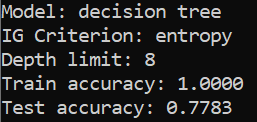 Model: decision tree
IG Criterion: entropy
Depth limit: 8
Train accuracy: 1.0000
Test accuracy: 0.7783